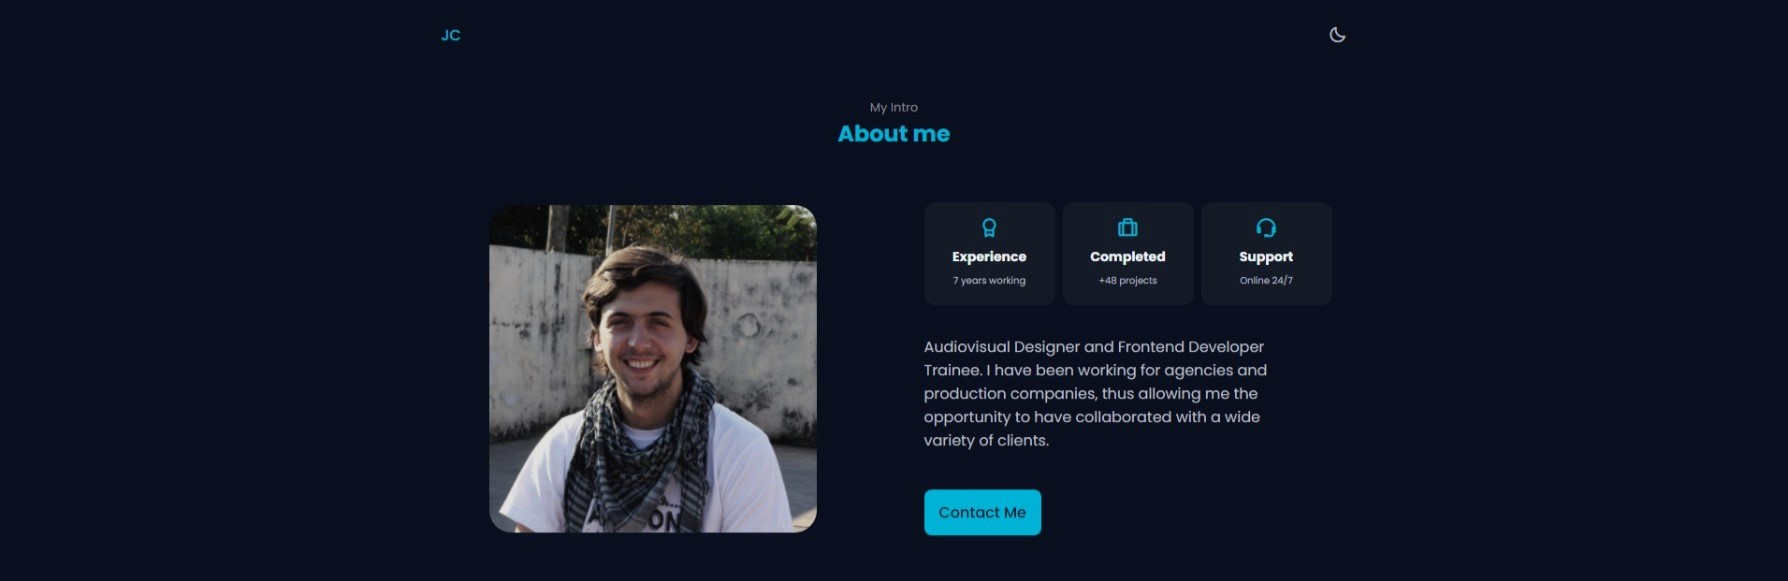 JC
My Intro
About me
Experience
7 years working
Completed
+48 projects
Support
Online 24/7
Audiovisual Designer and Frontend Developer
Trainee. I have been working for agencies and
production companies, thus allowing me the
opportunity to have collaborated with a wide
variety of clients.
Contact Me